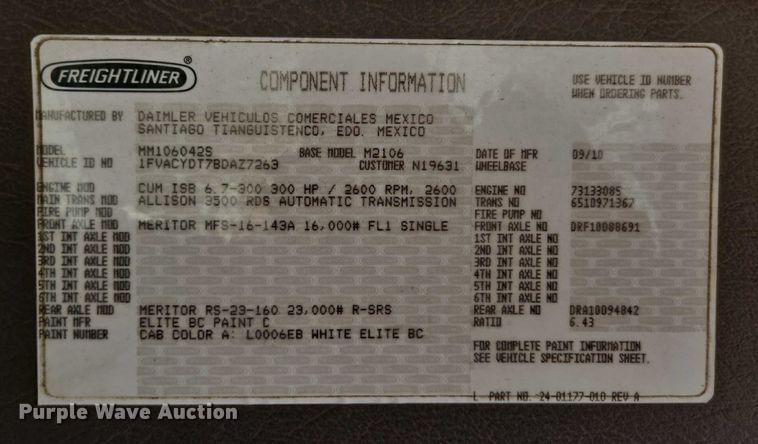 FREIGHTLINER®
COMPONENT INFORMATION
USE VEHICLE ID NUMBER
WHEN ORDERING PARTS.
MANUFACTURED BY DAIMLER VEHICULOS COMERCIALES MEXICO
SANTIAGO TIANGUISTENCO, EDO. MEXICO
MODEL MM106042S BASE MODEL M2106 DATE OF MFR 09/10
VEHICLE ID NO 1FVACYDT7BDAZ7263 CUSTOMER N19631 WHEELBASE
ENGINE MOD CUM ISB 6.7-300 300 HP / 2600 RPM, 2600 ENGINE NO 73133085
MAIN TRANS MOD ALLISON 3500 RDS AUTOMATIC TRANSMISSION TRANS NO 6510971367
FIRE PUMP MOD FIRE PUMP NO
FRONT AXLE MOD MERITOR MFS-16-143A 16,000# FL1 SINGLE FRONT AXLE NO DRF10088691
1ST INT AXLE MOD 1ST INT AXLE NO
2ND INT AXLE MOD 2ND INT AXLE NO
3RD INT AXLE MOD 3RD INT AXLE NO
4TH INT AXLE MOD 4TH INT AXLE NO
5TH INT AXLE MOD 5TH INT AXLE NO
6TH INT AXLE MOD 6TH INT AXLE NO
REAR AXLE MOD MERITOR RS-23-160 23,000# R-SRS REAR AXLE NO DRA10094842
PAINT MFR ELITE BC PAINT C RATIO 6.43
PAINT NUMBER CAB COLOR A: L0006EB WHITE ELITE BC
FOR COMPLETE PAINT INFORMATION
SEE VEHICLE SPECIFICATION SHEET.
PART NO. 24-01177-010 REV A
Purple Wave Auction